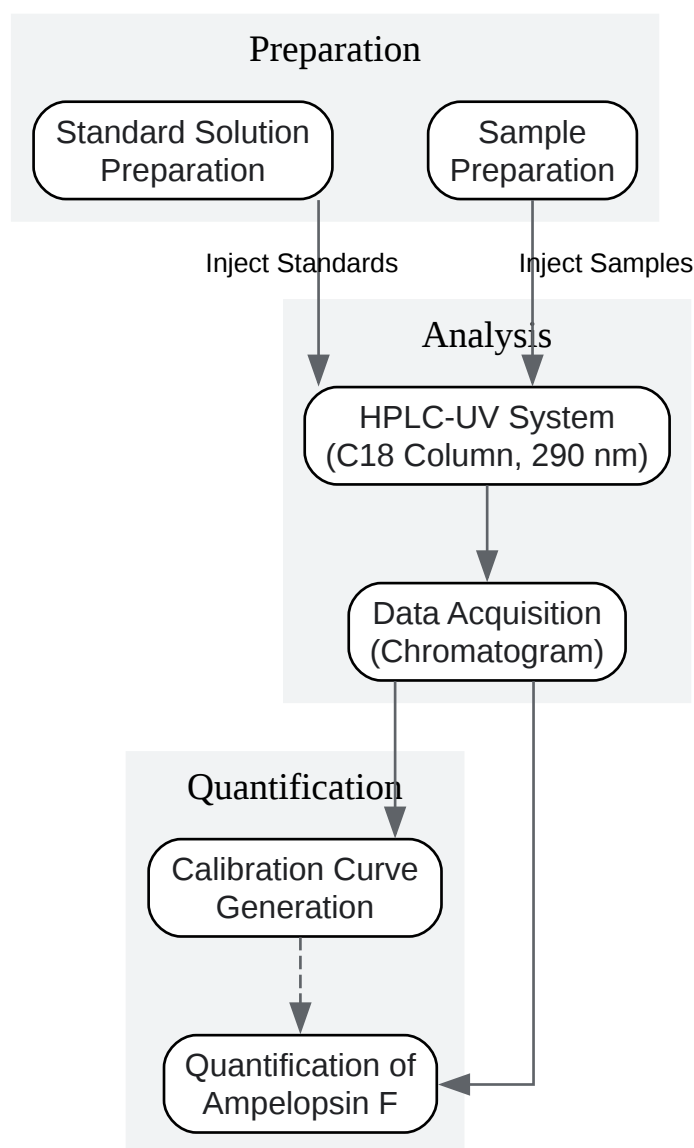 Preparation
Standard Solution
Preparation
Sample
Preparation
Inject Standards
Inject Samples
Analysis
HPLC-UV System
(C18 Column, 290 nm)
Data Acquisition
(Chromatogram)
Quantification
Calibration Curve
Generation
Quantification of
Ampelopsin F